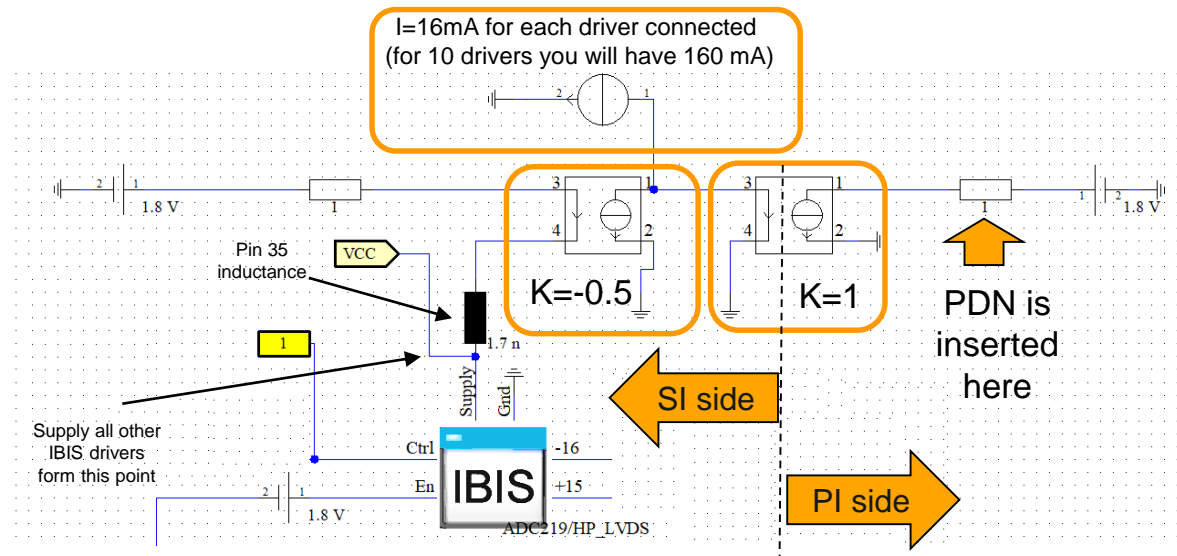 I=16mA for each driver connected
(for 10 drivers you will have 160 mA)
2
1
2
1
1.8 V
1
3
4
1
2
K=-0.5
3
4
1
2
K=1
1
1
2
1.8 V
Pin 35
inductance
VCC
1.7 n
1
Supply
Gnd
Supply all other
IBIS drivers
form this point
Ctrl
En
IBIS
-16
+15
ADC219/HP_LVDS
2
1
1.8 V
SI side
PI side
PDN is
inserted
here